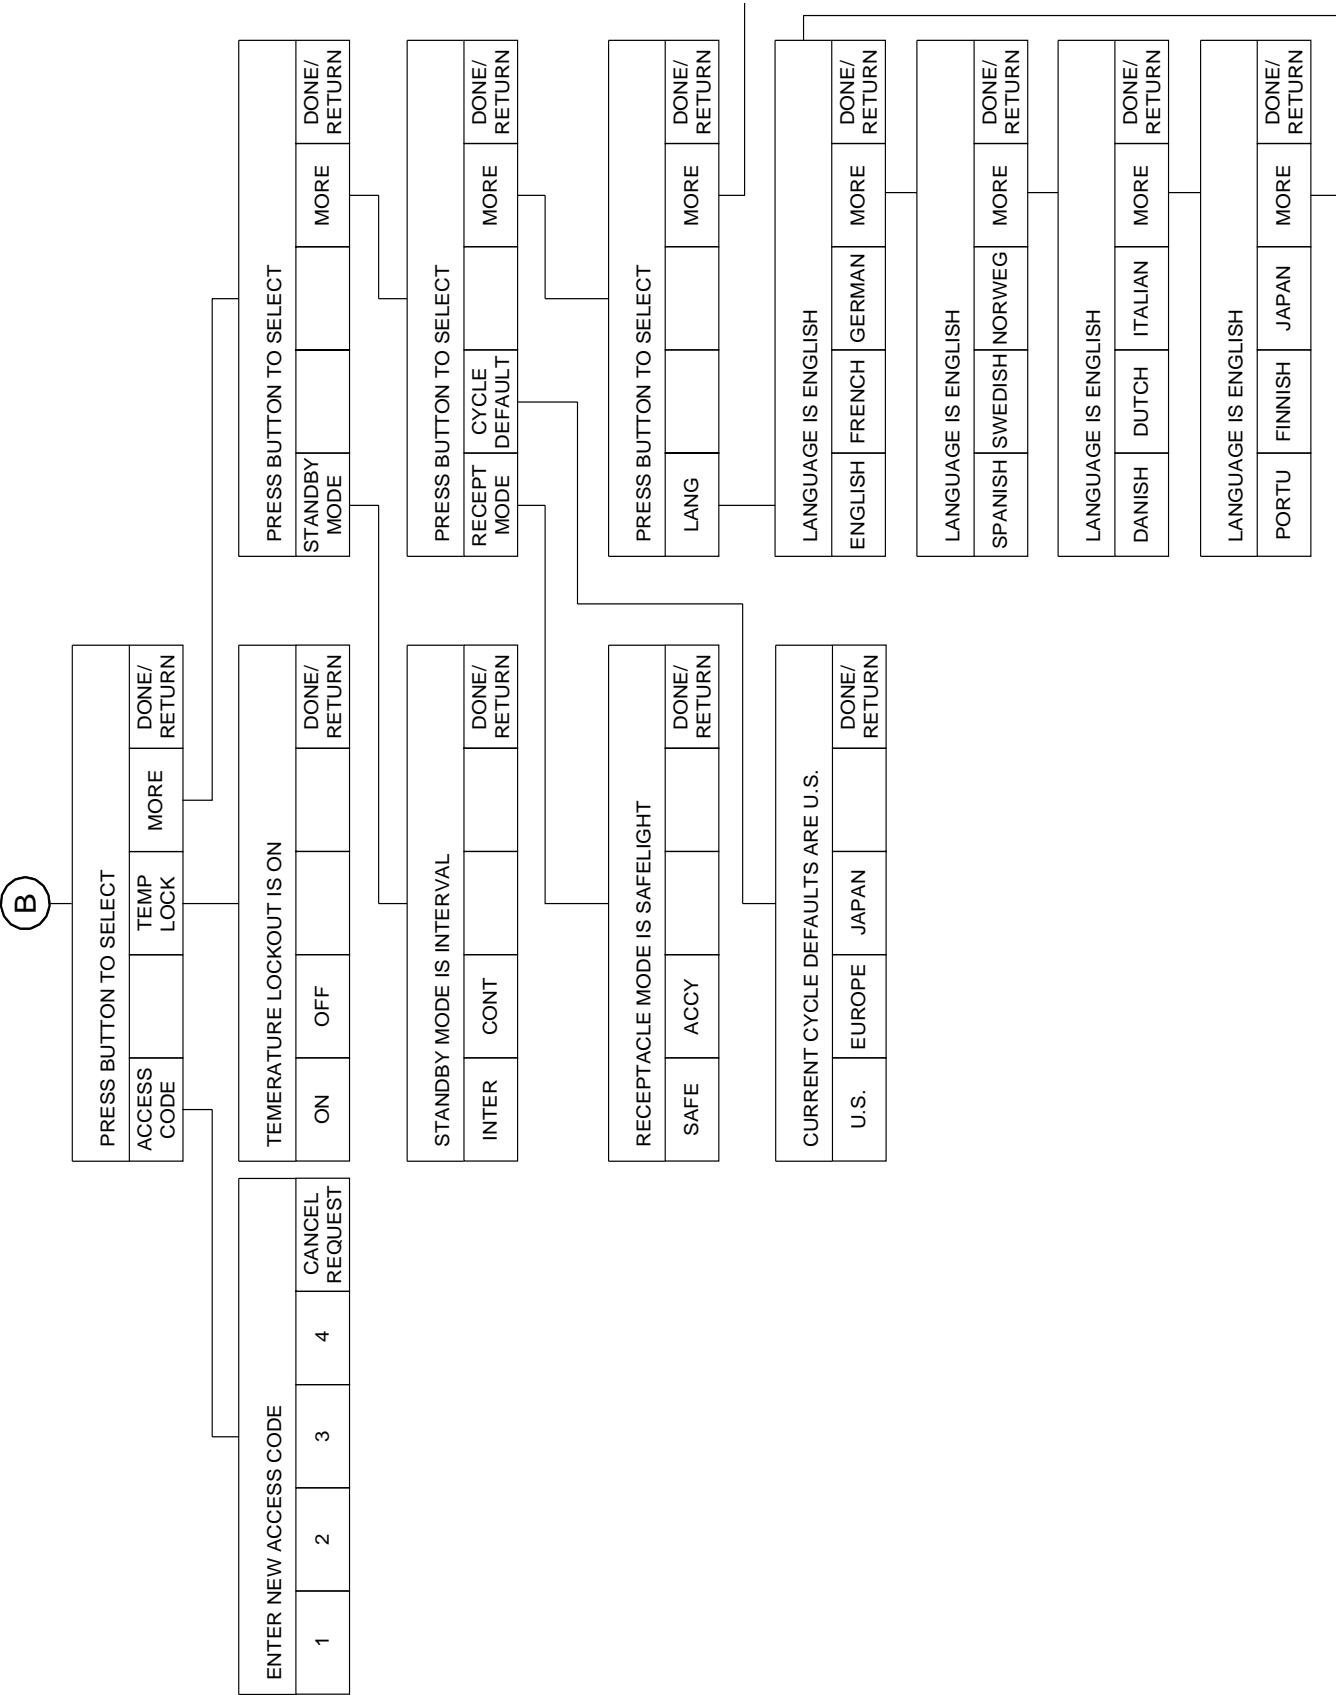 B
PRESS BUTTON TO SELECT
ACCESS
CODE
TEMP
LOCK
MORE
DONE/
RETURN
ENTER NEW ACCESS CODE
1
2
3
4
CANCEL
REQUEST
TEMERATURE LOCKOUT IS ON
ON
OFF
DONE/
RETURN
PRESS BUTTON TO SELECT
STANDBY
MODE
MORE
DONE/
RETURN
STANDBY MODE IS INTERVAL
INTER
CONT
DONE/
RETURN
PRESS BUTTON TO SELECT
RECEPT
MODE
CYCLE
DEFAULT
MORE
DONE/
RETURN
RECEPTACLE MODE IS SAFELIGHT
SAFE
ACCY
DONE/
RETURN
PRESS BUTTON TO SELECT
LANG
MORE
DONE/
RETURN
CURRENT CYCLE DEFAULTS ARE U.S.
U.S.
EUROPE
JAPAN
DONE/
RETURN
LANGUAGE IS ENGLISH
ENGLISH
FRENCH
GERMAN
MORE
DONE/
RETURN
LANGUAGE IS ENGLISH
SPANISH
SWEDISH
NORWEG
MORE
DONE/
RETURN
LANGUAGE IS ENGLISH
DANISH
DUTCH
ITALIAN
MORE
DONE/
RETURN
LANGUAGE IS ENGLISH
PORTU
FINNISH
JAPAN
MORE
DONE/
RETURN